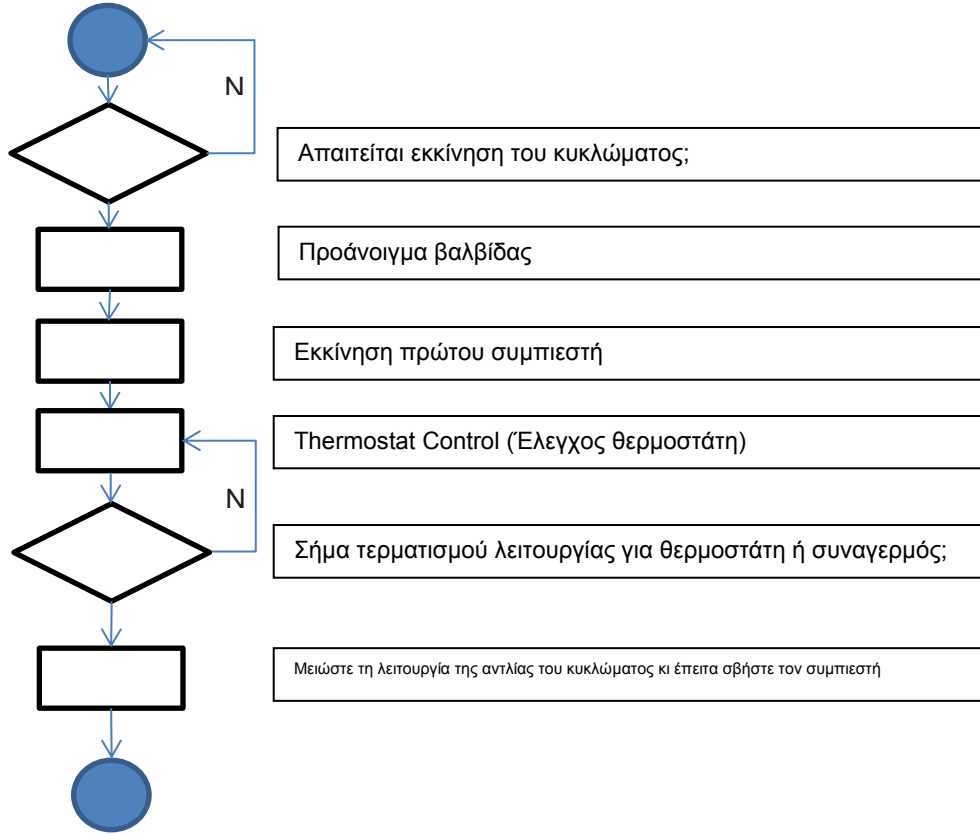 N
Απαιτείται εκκίνηση του κυκλώματος;
Προάνοιγμα βαλβίδας
Εκκίνηση πρώτου συμπιεστή
Thermostat Control (Έλεγχος θερμοστάτη)
N
Σήμα τερματισμού λειτουργίας για θερμοστάτη ή συναγερμός;
Μειώστε τη λειτουργία της αντλίας του κυκλώματος κι έπειτα σβήστε τον συμπιεστή